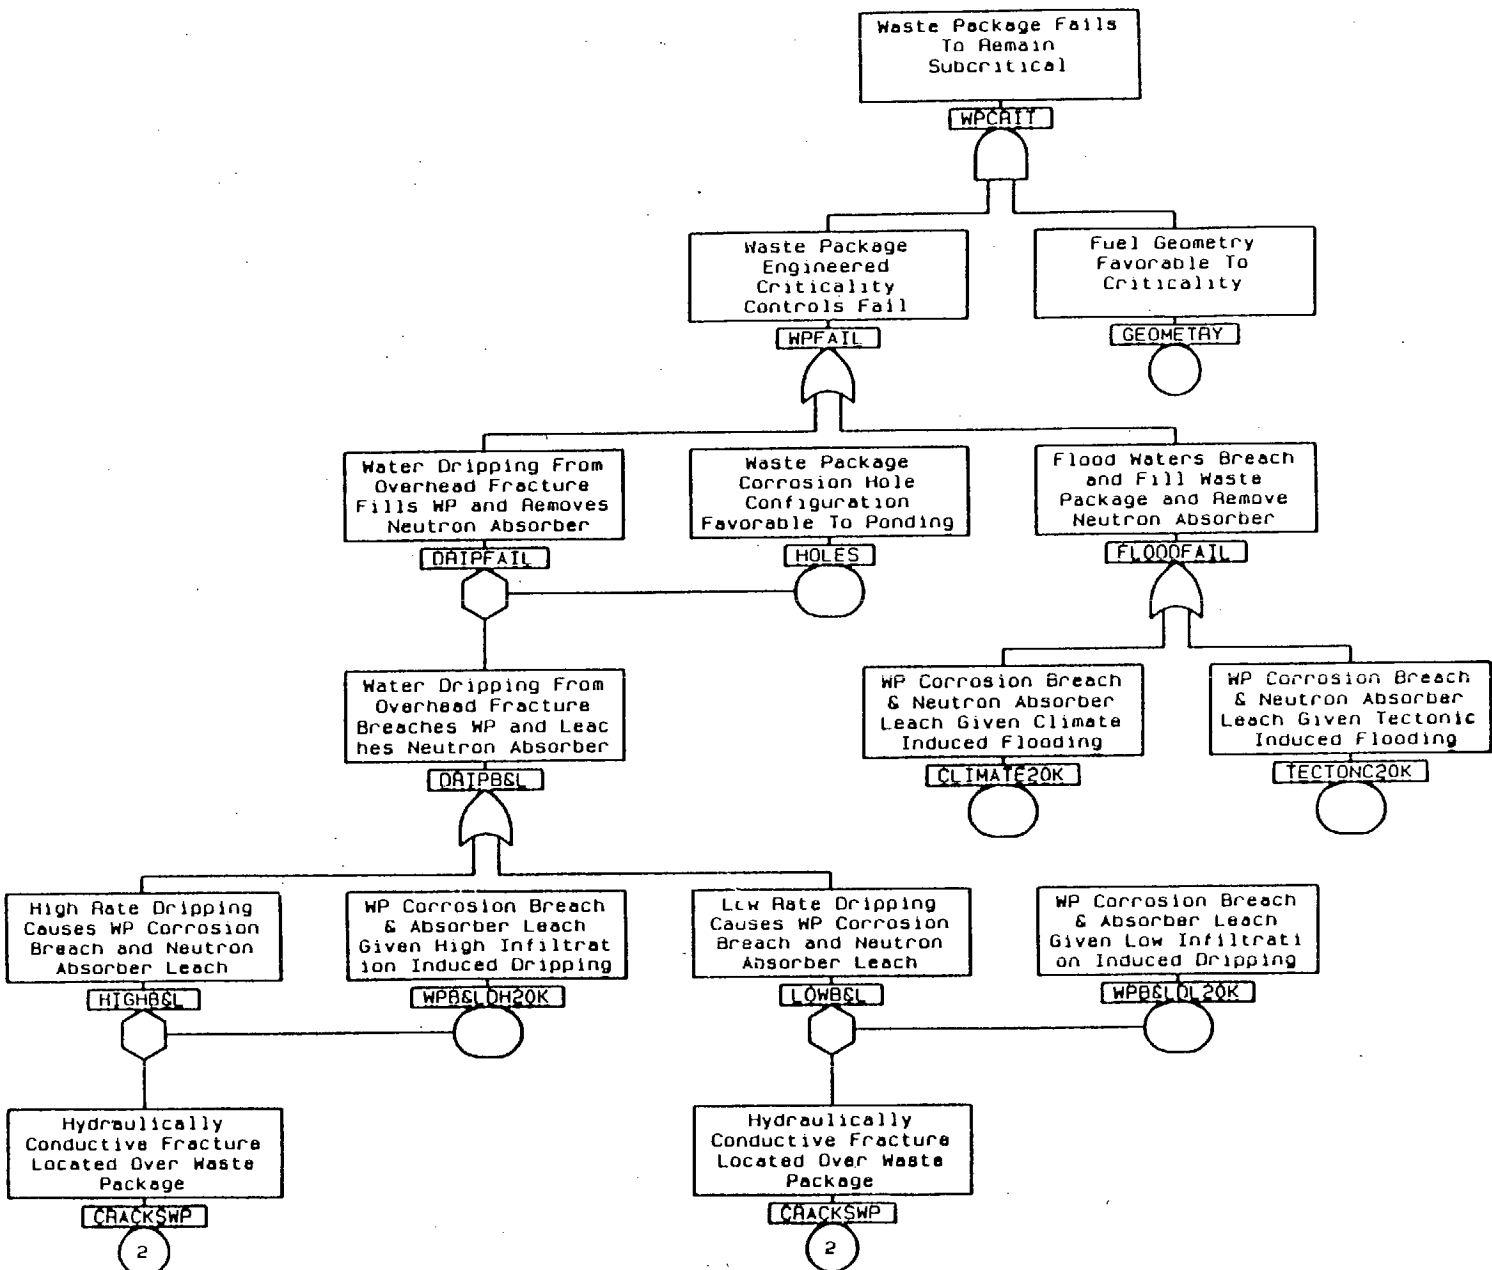 Waste Package Fails
To Remain
Subcritical
WPCRIT
Waste Package
Engineered
Criticality
Controls Fail
WPFAIL
Fuel Geometry
Favorable To
Criticality
GEOMETRY
Water Dripping From
Overhead Fracture
Fills WP and Removes
Neutron Absorber
DRIPFAIL
Waste Package
Corrosion Hole
Configuration
Favorable To Ponding
HOLES
Flood Waters Breach
and Fill Waste
Package and Remove
Neutron Absorber
FLOODFAIL
Water Dripping From
Overhead Fracture
Breaches WP and Leac
hes Neutron Absorber
DRIPB&L
WP Corrosion Breach
& Neutron Absorber
Leach Given Climate
Induced Flooding
CLIMATE20K
WP Corrosion Breach
& Neutron Absorber
Leach Given Tectonic
Induced Flooding
TECTONC20K
High Rate Dripping
Causes WP Corrosion
Breach and Neutron
Absorber Leach
HIGHB&L
WP Corrosion Breach
& Absorber Leach
Given High Infiltrat
ion Induced Dripping
WPB&LDH20K
Low Rate Dripping
Causes WP Corrosion
Breach and Neutron
Absorber Leach
LOWB&L
WP Corrosion Breach
& Absorber Leach
Given Low Infiltrati
on Induced Dripping
WPB&LDL20K
Hydraulically
Conductive Fracture
Located Over Waste
Package
CRACKSWP
2
Hydraulically
Conductive Fracture
Located Over Waste
Package
CRACKSWP
2